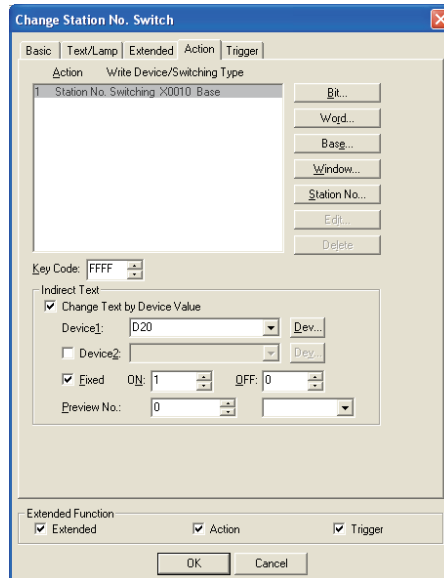 Change Station No. Switch
Basic Text/Lamp Extended Action Trigger
Action Write Device/Switching Type
1 Station No. Switching X0010 Base
Bit...
Word...
Base...
Window...
Station No...
Edit...
Delete
Key Code: FFFF
Indirect Text
Change Text by Device Value
Device1: D20 Dev...
Device2: Dev...
Fixed ON: 1 OFF: 0
Preview No.: 0
Extended Function
Extended Action Trigger
OK Cancel